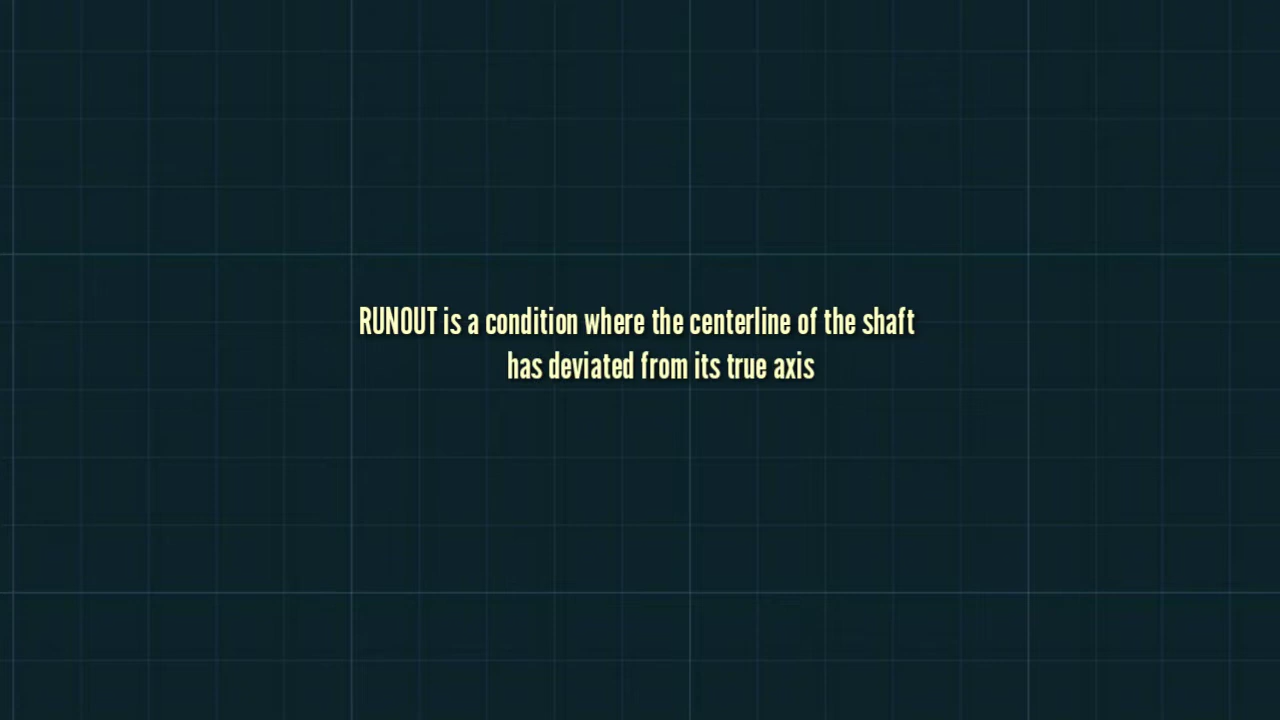 RUNOUT is a condition where the centerline of the shaft
has deviated from its true axis